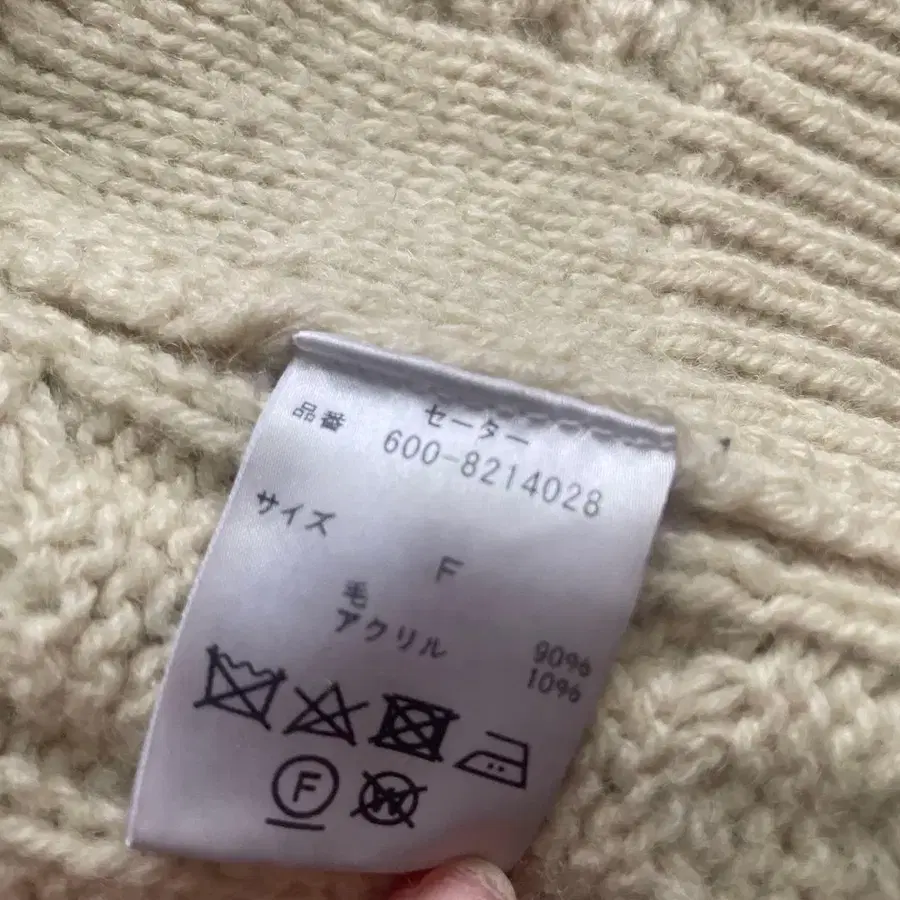 セーター
品番 600-8214028
サイズ
F
毛 90%
アクリル 10%
F
W